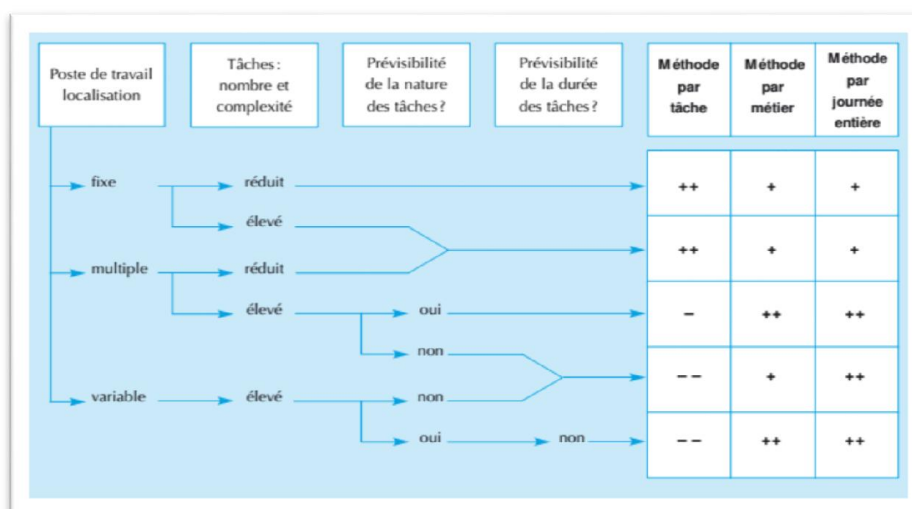 Poste de travail
localisation
Tâches :
nombre et
complexité
Prévisibilité
de la nature
des tâches ?
Prévisibilité
de la durée
des tâches ?
Méthode
par
tâche
Méthode
par
métier
Méthode
par
journée
entière
fixe réduit ++ + +
élevé
++ + +
multiple réduit
élevé oui − ++ ++
non
− − + ++
variable élevé non
oui non − − ++ ++